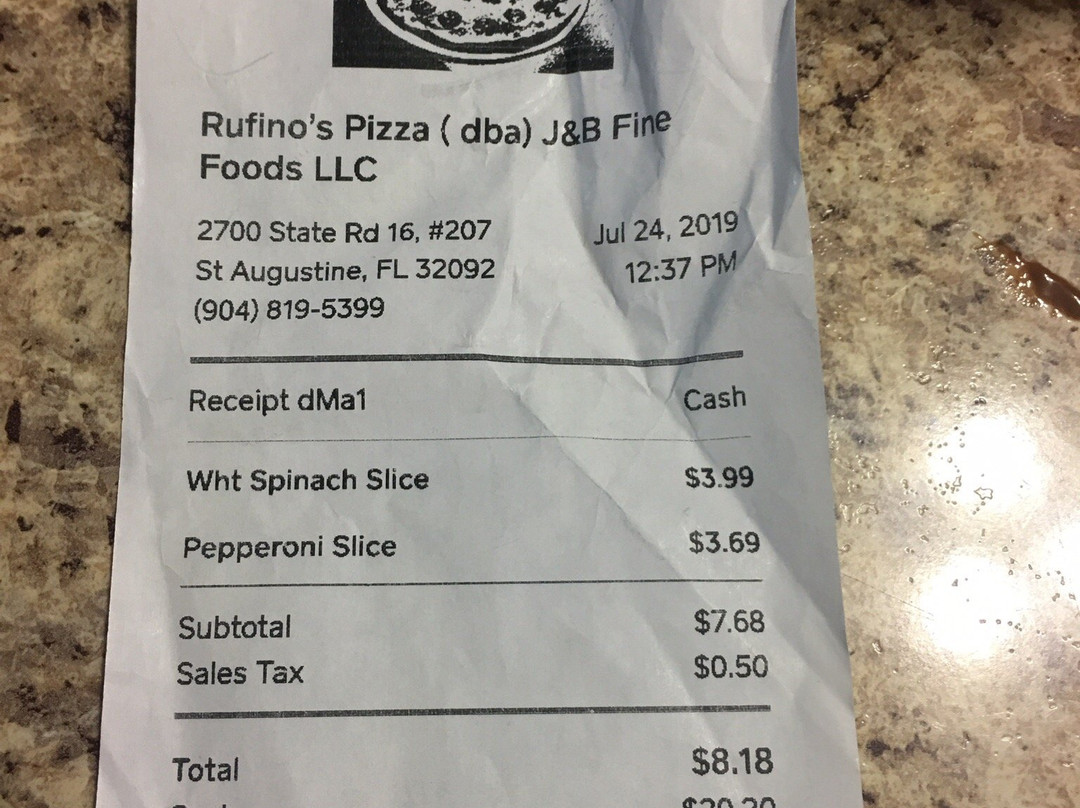 Rufino's Pizza ( dba) J&B Fine
Foods LLC
2700 State Rd 16, #207 Jul 24, 2019
St Augustine, FL 32092 12:37 PM
(904) 819-5399
Receipt dMa1 Cash
Wht Spinach Slice $3.99
Pepperoni Slice $3.69
Subtotal $7.68
Sales Tax $0.50
Total $8.18